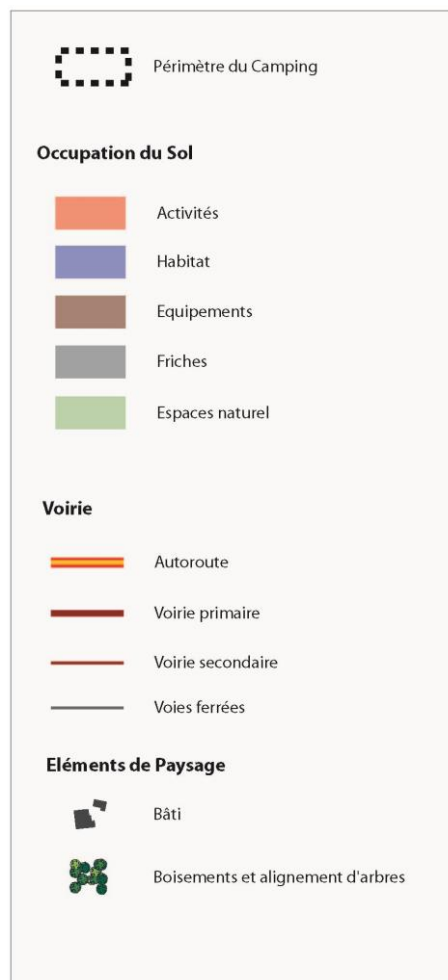 Périmètre du Camping
Occupation du Sol
Activités
Habitat
Equipements
Friches
Espaces naturel
Voirie
Autoroute
Voirie primaire
Voirie secondaire
Voies ferrées
Eléments de Paysage
Bâti
Boisements et alignement d'arbres